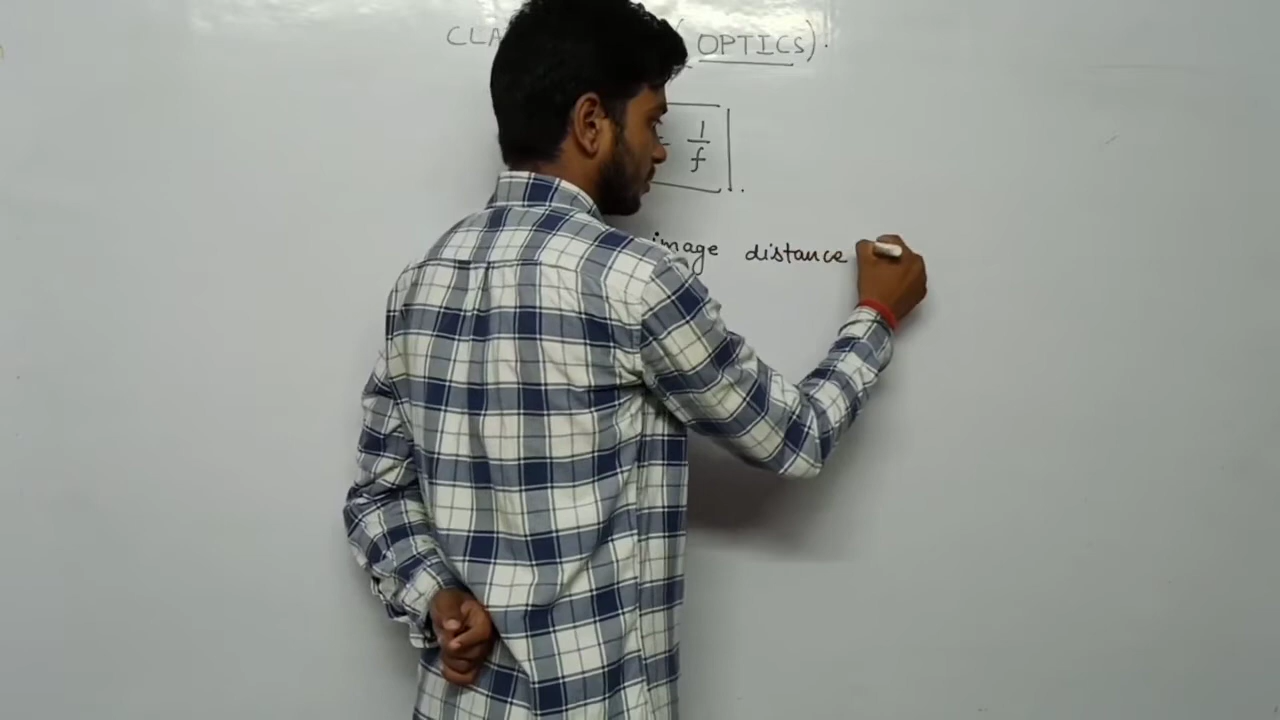 CLA (OPTICS).
= 1/f
image distance